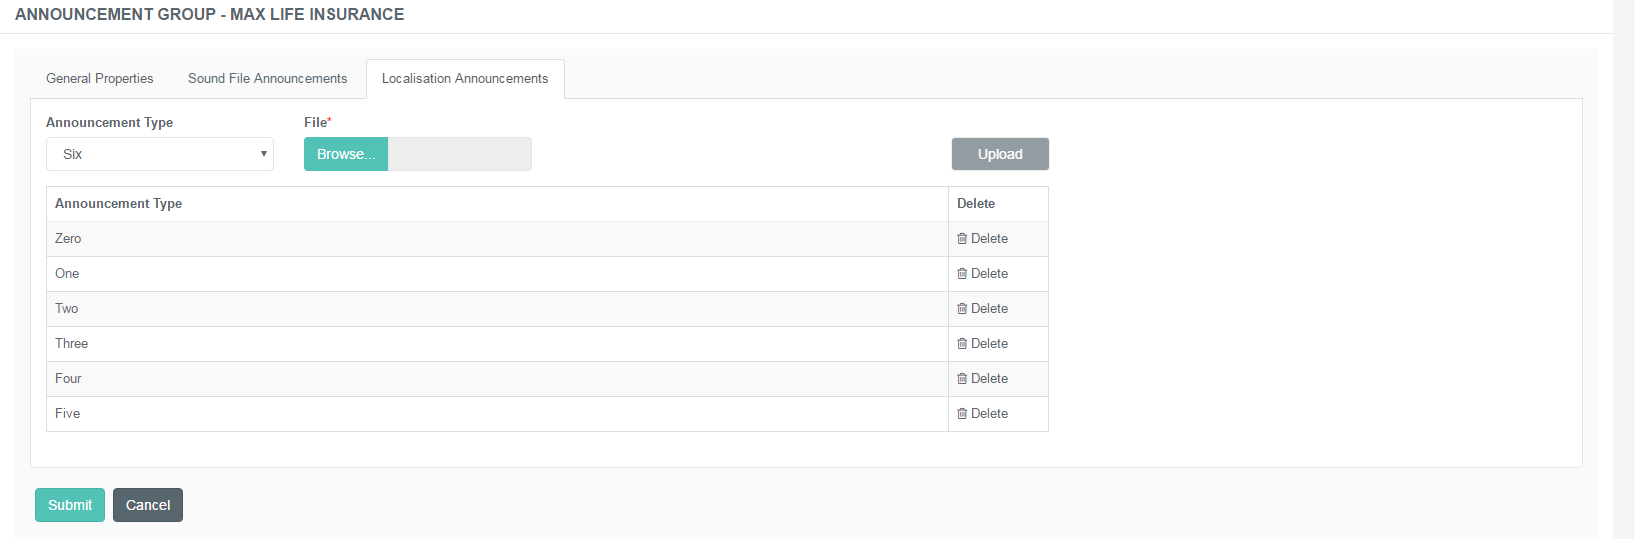 ANNOUNCEMENT GROUP - MAX LIFE INSURANCE
General Properties Sound File Announcements Localisation Announcements
Announcement Type File*
Six Browse... Upload
Announcement Type Delete
Zero Delete
One Delete
Two Delete
Three Delete
Four Delete
Five Delete
Submit Cancel